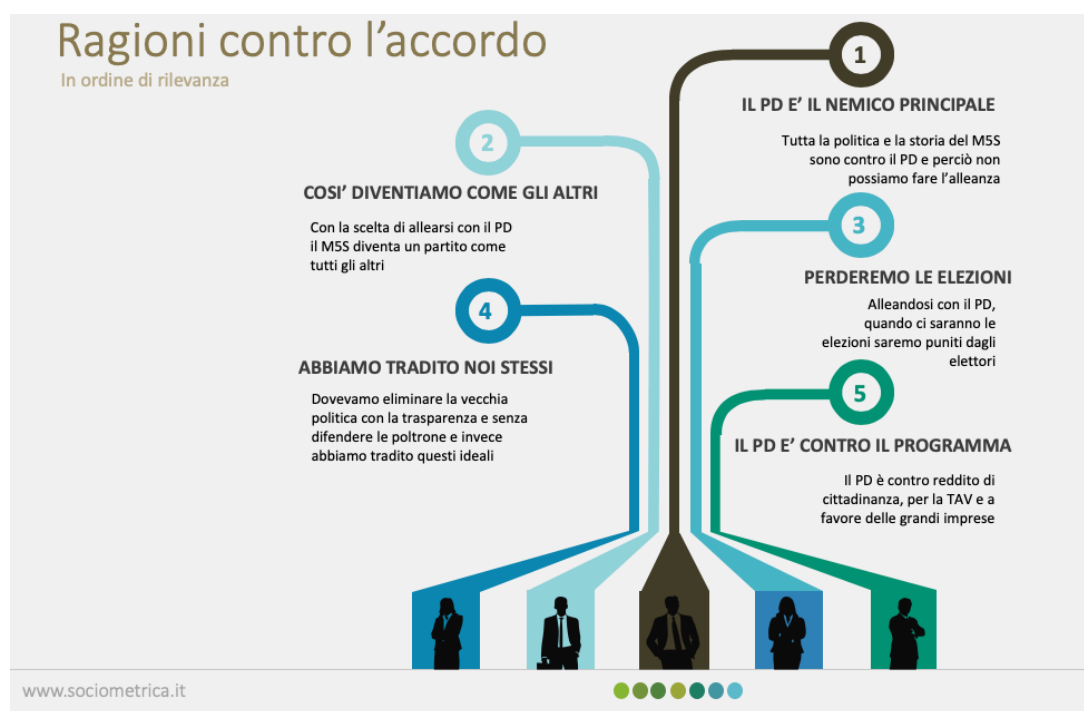 Ragioni contro l’accordo
In ordine di rilevanza
1
IL PD E’ IL NEMICO PRINCIPALE
Tutta la politica e la storia del M5S
sono contro il PD e perciò non
possiamo fare l’alleanza
2
COSI’ DIVENTIAMO COME GLI ALTRI
Con la scelta di allearsi con il PD
il M5S diventa un partito come
tutti gli altri
3
PERDEREMO LE ELEZIONI
Alleandosi con il PD,
quando ci saranno le
elezioni saremo puniti dagli
elettori
4
ABBIAMO TRADITO NOI STESSI
Dovevamo eliminare la vecchia
politica con la trasparenza e senza
difendere le poltrone e invece
abbiamo tradito questi ideali
5
IL PD E’ CONTRO IL PROGRAMMA
Il PD è contro reddito di
cittadinanza, per la TAV e a
favore delle grandi imprese
www.sociometrica.it